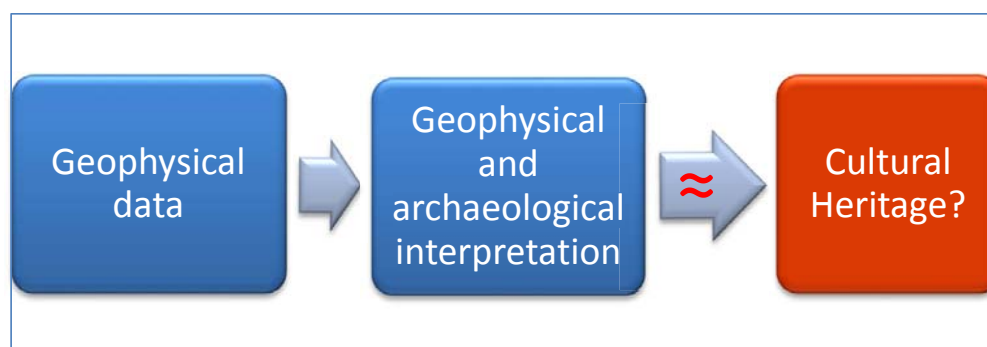 Geophysical
data
Geophysical
and
archaeological
interpretation
≈
Cultural
Heritage?